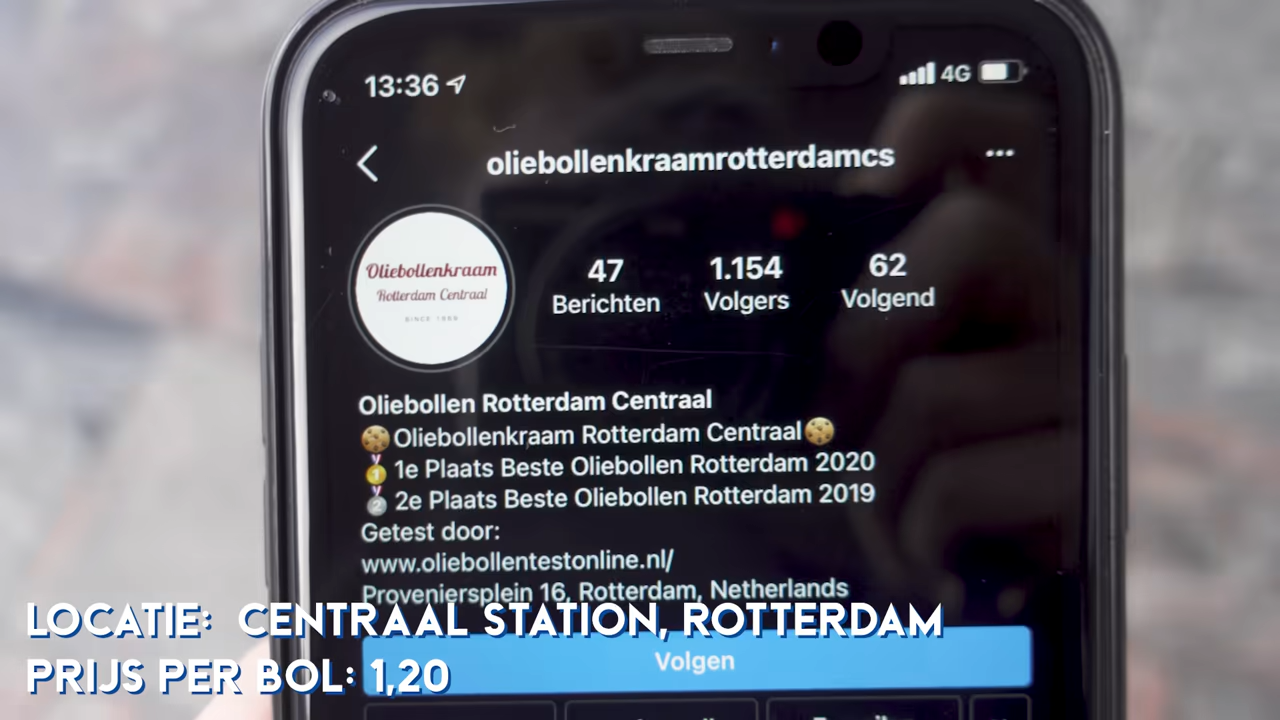 13:36
4G
oliebollenkraamrotterdamcs
Oliebollenkraam
Rotterdam Centraal
47
Berichten
1.154
Volgers
62
Volgend
Oliebollen Rotterdam Centraal
🍪Oliebollenkraam Rotterdam Centraal🍪
🥇1e Plaats Beste Oliebollen Rotterdam 2020
🥈2e Plaats Beste Oliebollen Rotterdam 2019
Getest door:
www.oliebollentestonline.nl/
Proveniersplein 16, Rotterdam, Netherlands
LOCATIE: CENTRAAL STATION, ROTTERDAM
Volgen
PRIJS PER BOL: 1,20